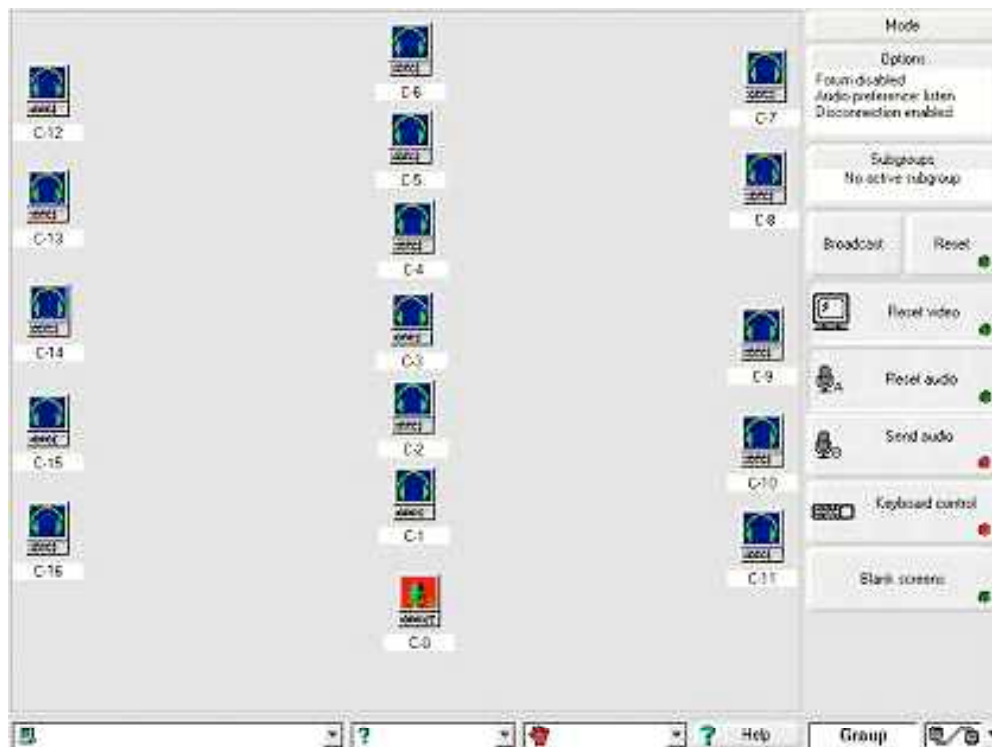 C-12
C-13
C-14
C-15
C-16
C-6
C-5
C-4
C-3
C-2
C-1
C-0
C-7
C-8
C-9
C-10
C-11
Mode
Options
Forum disabled
Audio preference: listen
Disconnection enabled
Subgroups
No active subgroup
Broadcast
Reset
Reset video
A
Reset audio
B
Send audio
Keyboard control
Blank screens
?
? Help
Group